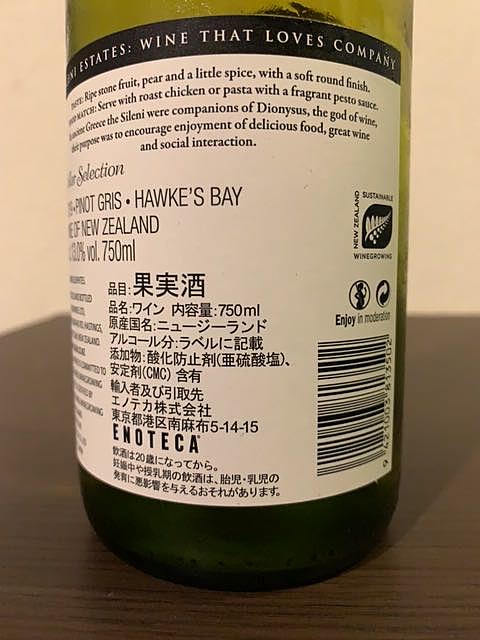 ESTATES: WINE THAT LOVES COMPANY
TASTE: Ripe stone fruit, pear and a little spice, with a soft round finish.
MATCH: Serve with roast chicken or pasta with a fragrant pesto sauce.
ancient Greece the Sileni were companions of Dionysus, the god of wine,
purpose was to encourage enjoyment of delicious food, great wine
and social interaction.
Selection
PINOT GRIS • HAWKE'S BAY
OF NEW ZEALAND
13.0% vol. 750ml
NEW ZEALAND
SUSTAINABLE
WINEGROWING
Enjoy in moderation
品目:果実酒
品名:ワイン 内容量:750ml
原産国名:ニュージーランド
アルコール分:ラベルに記載
添加物:酸化防止剤(亜硫酸塩)、
安定剤(CMC) 含有
輸入者及び引取先
エノテカ株式会社
東京都港区南麻布5-14-15
ENOTECA
飲酒は20歳になってから。
妊娠中や授乳期の飲酒は、胎児・乳児の
発育に悪影響を与えるおそれがあります。
HASTINGS,
NEW ZEALAND
COMMITTED TO
WINEGROWING